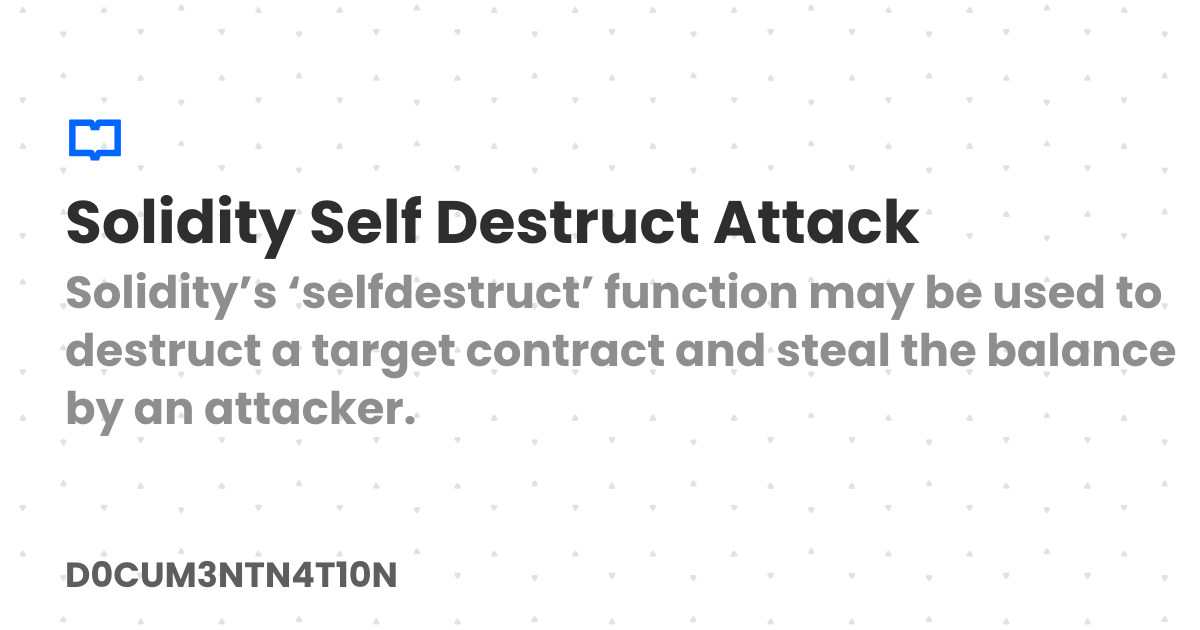 Solidity Self Destruct Attack
Solidity’s ‘selfdestruct’ function may be used to
destruct a target contract and steal the balance
by an attacker.
D0CUM3NTN4T10N